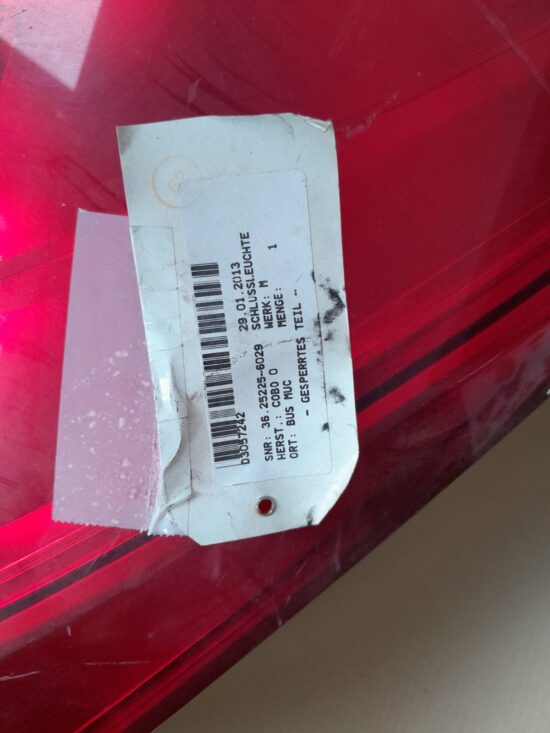 D3057242
29.01.2013
SNR: 36.25225-6029 SCHLUSSLEUCHTE
HERST.: COBO O WERK: M
ORT: BUS MUC MENGE: 1
- GESPERRTES TEIL -